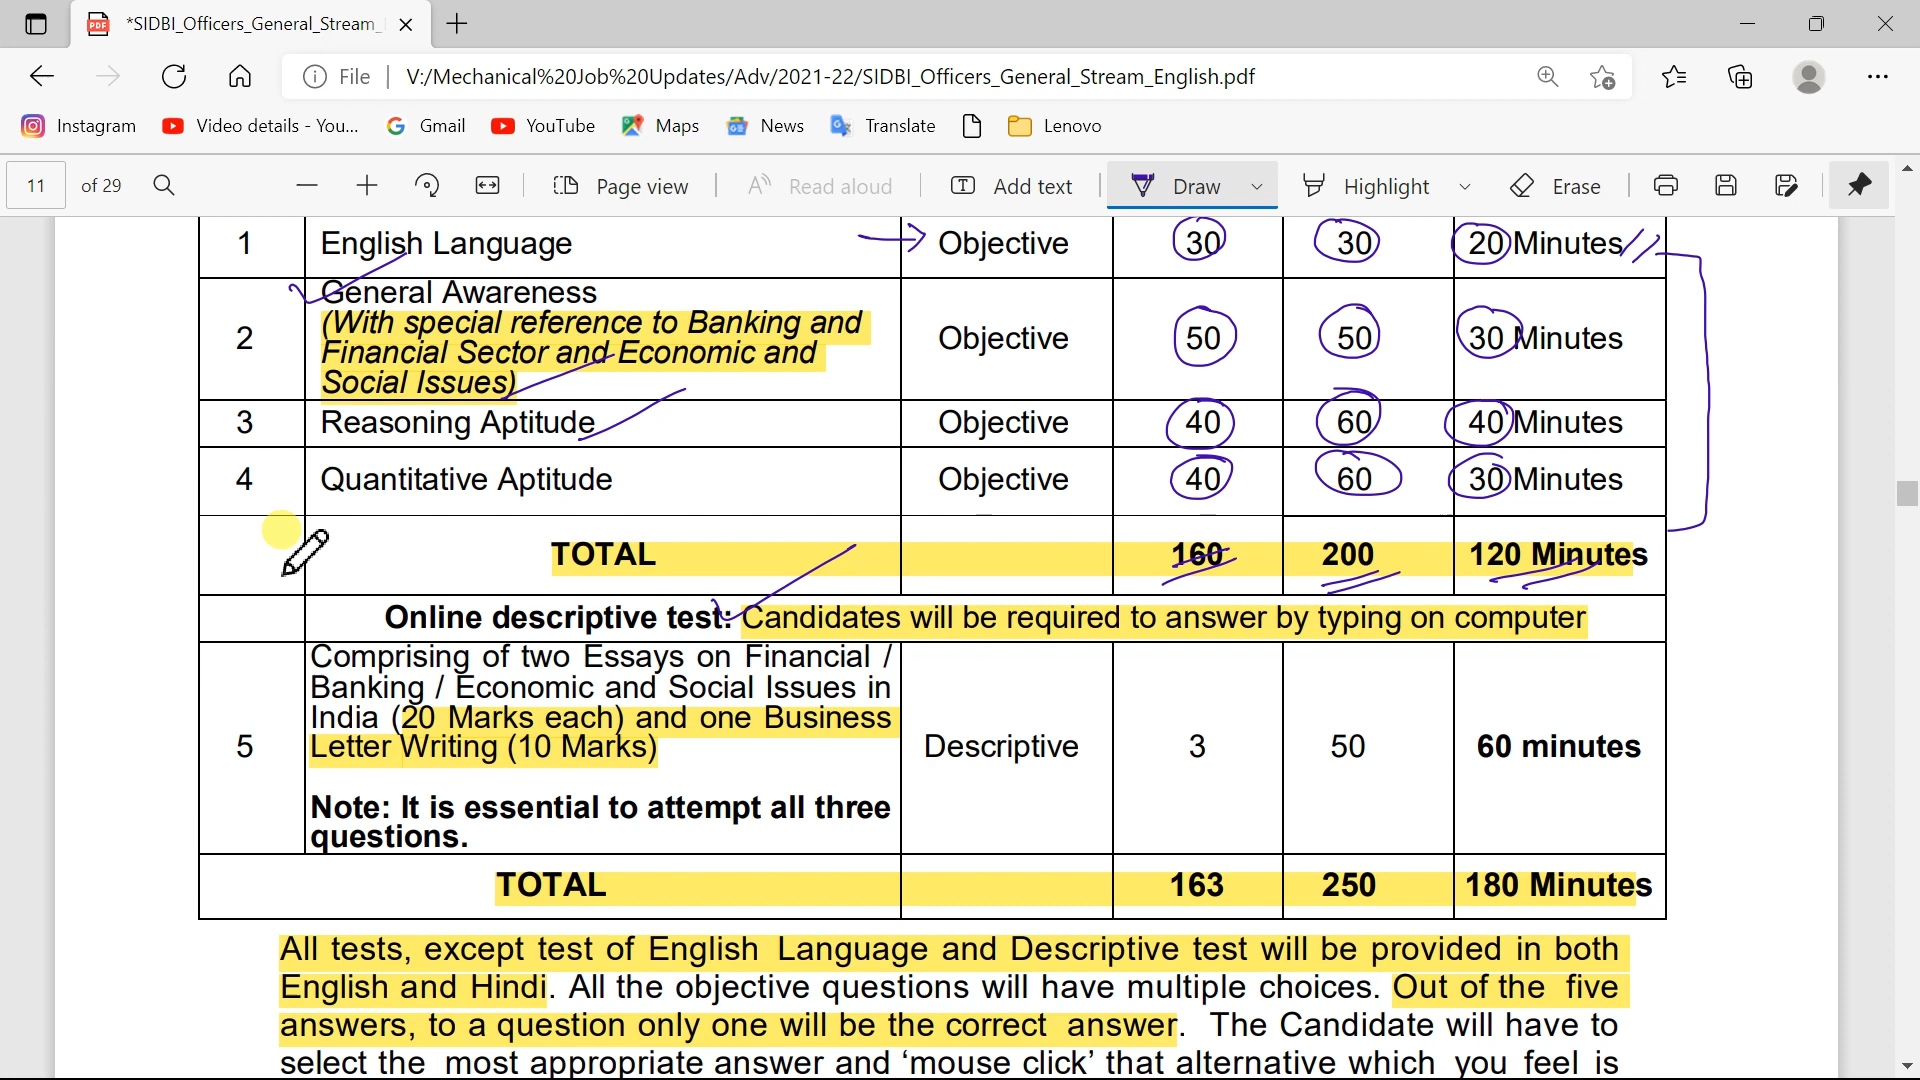 *SIDBI_Officers_General_Stream_
File
V:/Mechanical%20Job%20Updates/Adv/2021-22/SIDBI_Officers_General_Stream_English.pdf
Instagram
Video details - You...
Gmail
YouTube
Maps
News
Translate
Lenovo
11 of 29
Page view
Read aloud
Add text
Draw
Highlight
Erase
1 English Language Objective 30 30 20 Minutes
2 General Awareness
(With special reference to Banking and
Financial Sector and Economic and
Social Issues) Objective 50 50 30 Minutes
3 Reasoning Aptitude Objective 40 60 40 Minutes
4 Quantitative Aptitude Objective 40 60 30 Minutes
TOTAL 160 200 120 Minutes
Online descriptive test: Candidates will be required to answer by typing on computer
5 Comprising of two Essays on Financial /
Banking / Economic and Social Issues in
India (20 Marks each) and one Business
Letter Writing (10 Marks) Descriptive 3 50 60 minutes
Note: It is essential to attempt all three
questions.
TOTAL 163 250 180 Minutes
All tests, except test of English Language and Descriptive test will be provided in both
English and Hindi. All the objective questions will have multiple choices. Out of the five
answers, to a question only one will be the correct answer. The Candidate will have to
select the most appropriate answer and ‘mouse click’ that alternative which you feel is